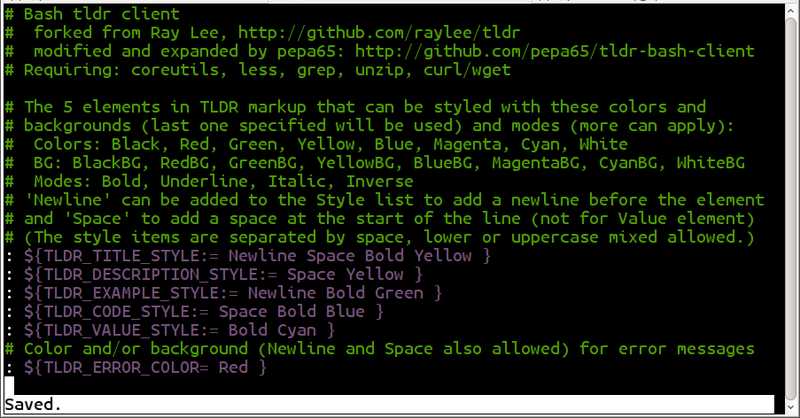 # Bash tldr client
#  forked from Ray Lee, http://github.com/raylee/tldr
#  modified and expanded by pepa65: http://github.com/pepa65/tldr-bash-client
# Requiring: coreutils, less, grep, unzip, curl/wget
# The 5 elements in TLDR markup that can be styled with these colors and
# backgrounds (last one specified will be used) and modes (more can apply):
#  Colors: Black, Red, Green, Yellow, Blue, Magenta, Cyan, White
#  BG: BlackBG, RedBG, GreenBG, YellowBG, BlueBG, MagentaBG, CyanBG, WhiteBG
#  Modes: Bold, Underline, Italic, Inverse
# 'Newline' can be added to the Style list to add a newline before the element
# and 'Space' to add a space at the start of the line (not for Value element)
# (The style items are separated by space, lower or uppercase mixed allowed.)
: ${TLDR_TITLE_STYLE:= Newline Space Bold Yellow }
: ${TLDR_DESCRIPTION_STYLE:= Space Yellow }
: ${TLDR_EXAMPLE_STYLE:= Newline Bold Green }
: ${TLDR_CODE_STYLE:= Space Bold Blue }
: ${TLDR_VALUE_STYLE:= Bold Cyan }
# Color and/or background (Newline and Space also allowed) for error messages
: ${TLDR_ERROR_COLOR= Red }
Saved.